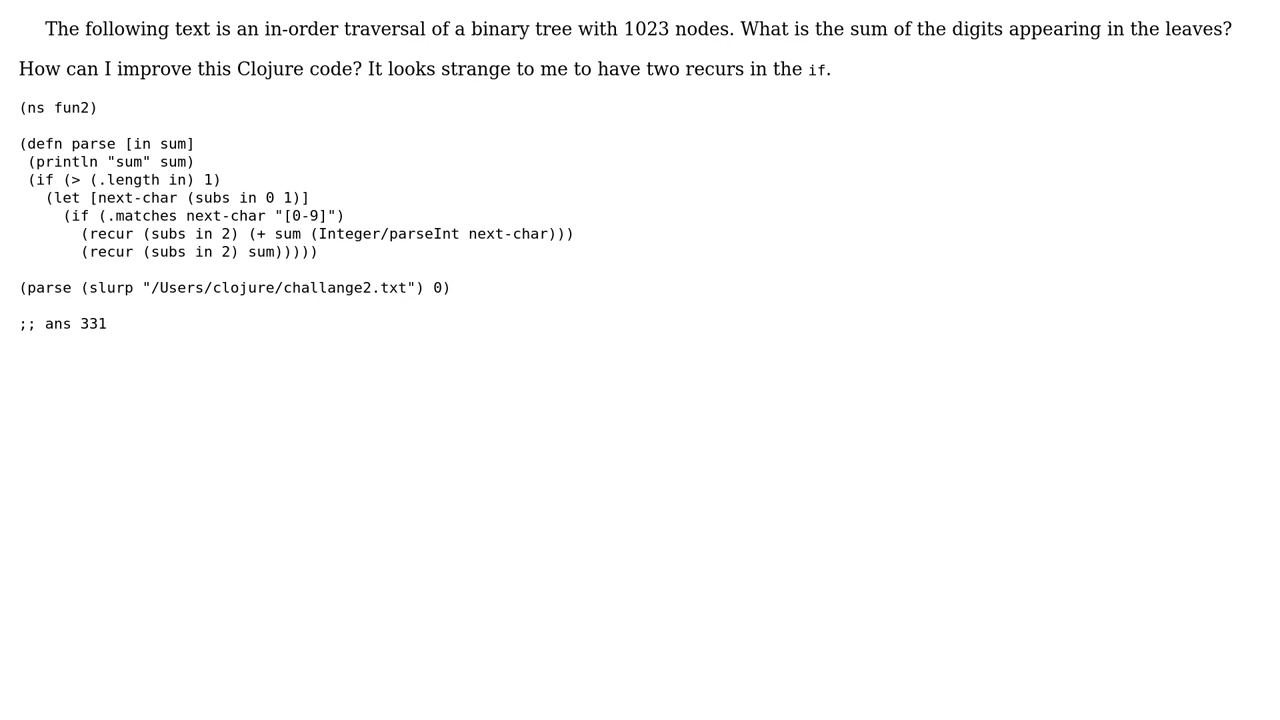 The following text is an in-order traversal of a binary tree with 1023 nodes. What is the sum of the digits appearing in the leaves?
How can I improve this Clojure code? It looks strange to me to have two recurs in the if.
(ns fun2)
(defn parse [in sum]
 (println "sum" sum)
 (if (> (.length in) 1)
   (let [next-char (subs in 0 1)]
     (if (.matches next-char "[0-9]")
       (recur (subs in 2) (+ sum (Integer/parseInt next-char)))
       (recur (subs in 2) sum)))))
(parse (slurp "/Users/clojure/challange2.txt") 0)
;; ans 331